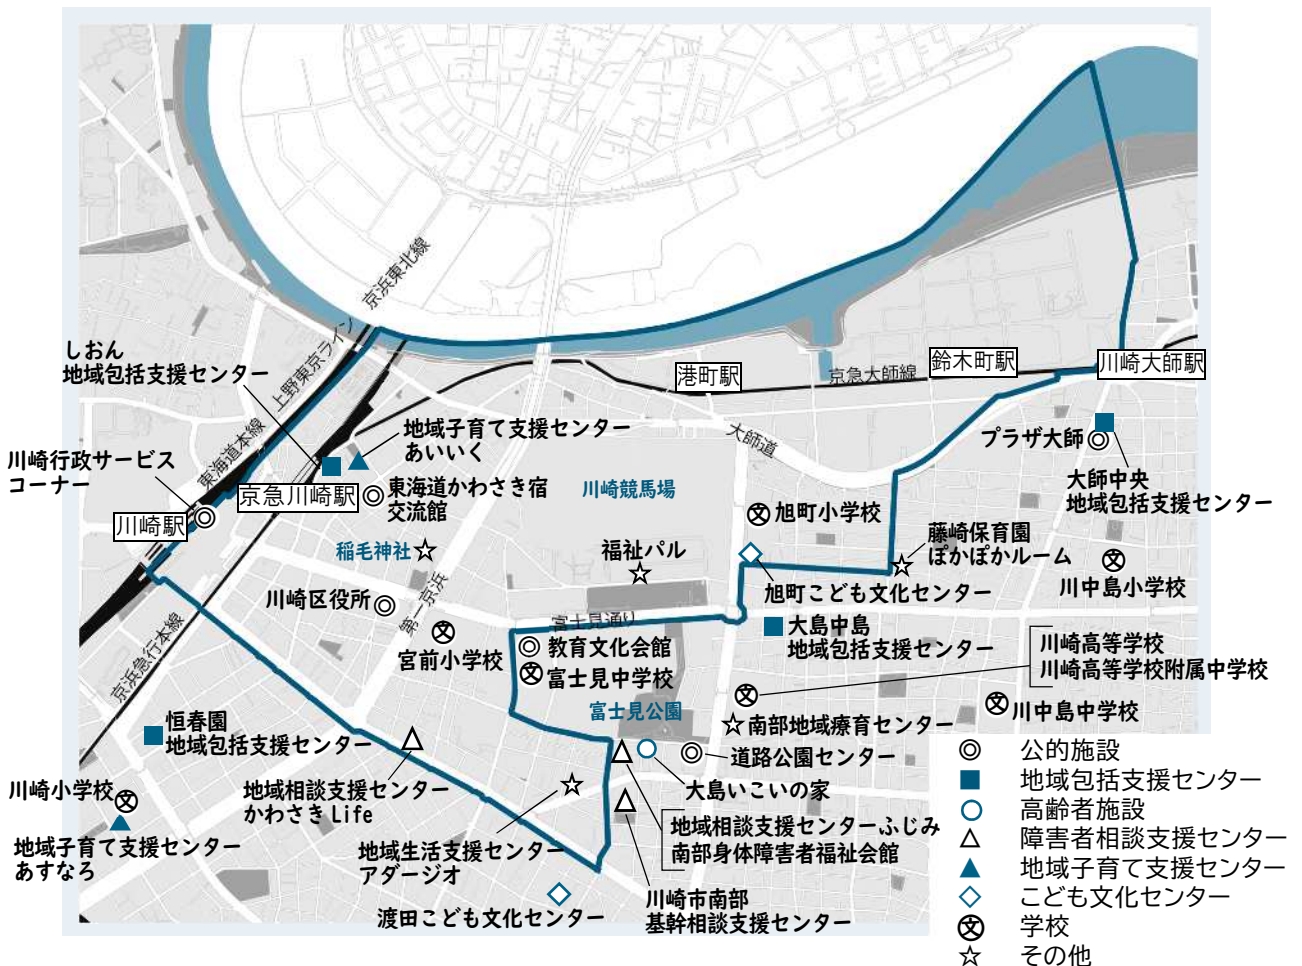 京浜東北線
上野東京ライン
東海道本線
しおん
地域包括支援センター
川崎行政サービス
コーナー
川崎駅
京急川崎駅
地域子育て支援センター
あいいく
東海道かわさき宿
交流館
港町駅
京急大師線
鈴木町駅
川崎大師駅
大師道
プラザ大師
大師中央
地域包括支援センター
川崎競馬場
旭町小学校
稲毛神社
福祉パル
藤崎保育園
ぽかぽかルーム
川中島小学校
旭町こども文化センター
川崎区役所
第一京浜
富士見通り
宮前小学校
教育文化会館
富士見中学校
大島中島
地域包括支援センター
川崎高等学校
川崎高等学校附属中学校
京浜急行本線
富士見公園
南部地域療育センター
川中島中学校
恒春園
地域包括支援センター
道路公園センター
大島いこいの家
川崎小学校
地域子育て支援センター
あすなろ
地域相談支援センター
かわさきLife
地域生活支援センター
アダージオ
地域相談支援センターふじみ
南部身体障害者福祉会館
渡田こども文化センター
川崎市南部
基幹相談支援センター
公的施設
地域包括支援センター
高齢者施設
障害者相談支援センター
地域子育て支援センター
こども文化センター
学校
その他